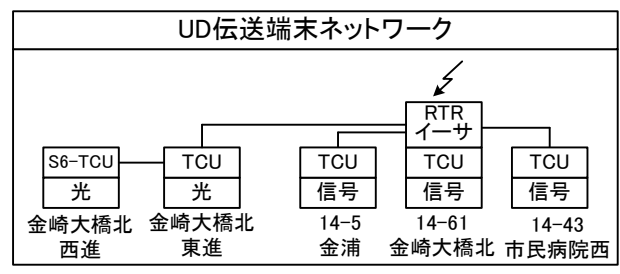 UD伝送端末ネットワーク
RTR
イーサ
S6-TCU
TCU
TCU
TCU
TCU
光
光
信号
信号
信号
金崎大橋北
西進
金崎大橋北
東進
14-5
金浦
14-61
金崎大橋北
14-43
市民病院西